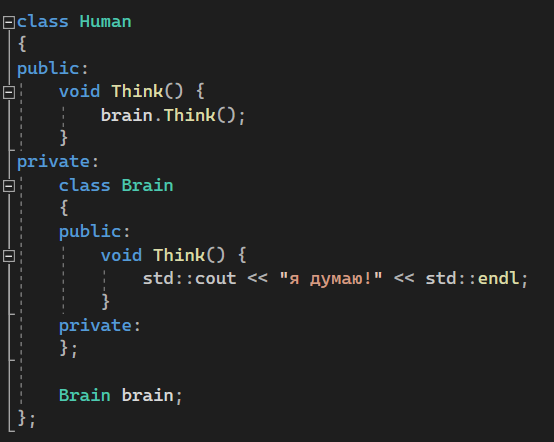 class Human
{
public:
    void Think() {
        brain.Think();
    }
private:
    class Brain
    {
    public:
        void Think() {
            std::cout << "я думаю!" << std::endl;
        }
    private:
    };

    Brain brain;
};